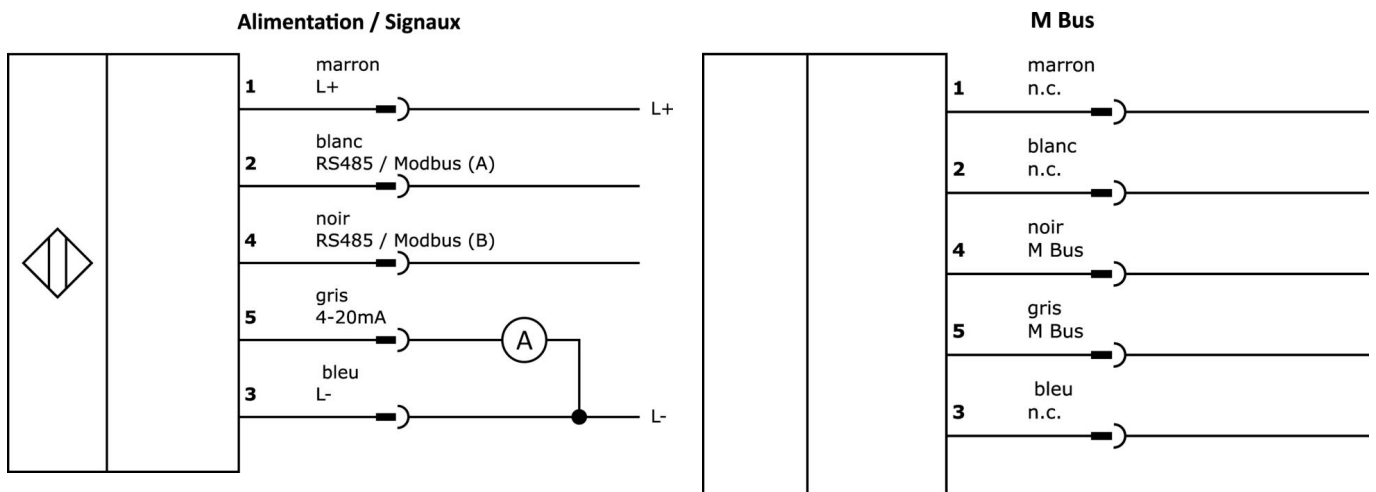 Alimentation / Signaux
marron
1 L+
L+
blanc
2 RS485 / Modbus (A)
noir
4 RS485 / Modbus (B)
gris
5 4-20mA
A
bleu
3 L-
L-
M Bus
marron
1 n.c.
blanc
2 n.c.
noir
4 M Bus
gris
5 M Bus
bleu
3 n.c.